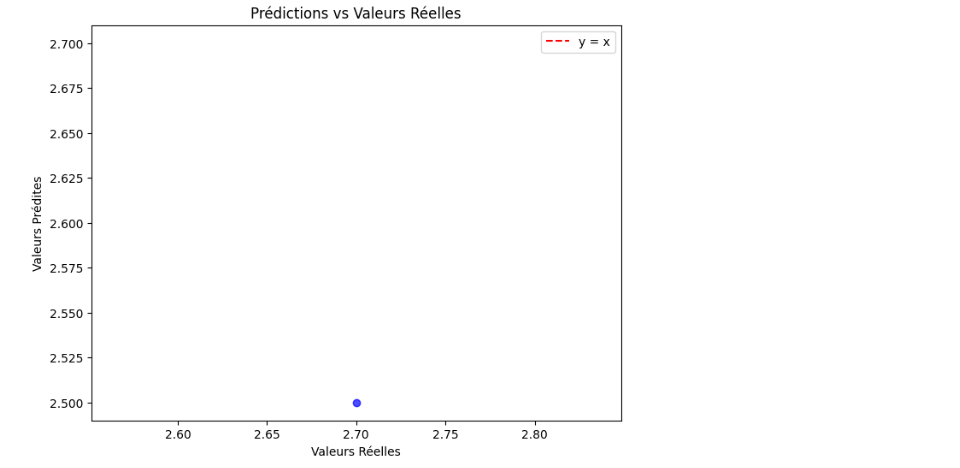 Prédictions vs Valeurs Réelles
y = x
2.700
2.675
2.650
2.625
2.600
2.575
2.550
2.525
2.500
Valeurs Prédites
2.60 2.65 2.70 2.75 2.80
Valeurs Réelles